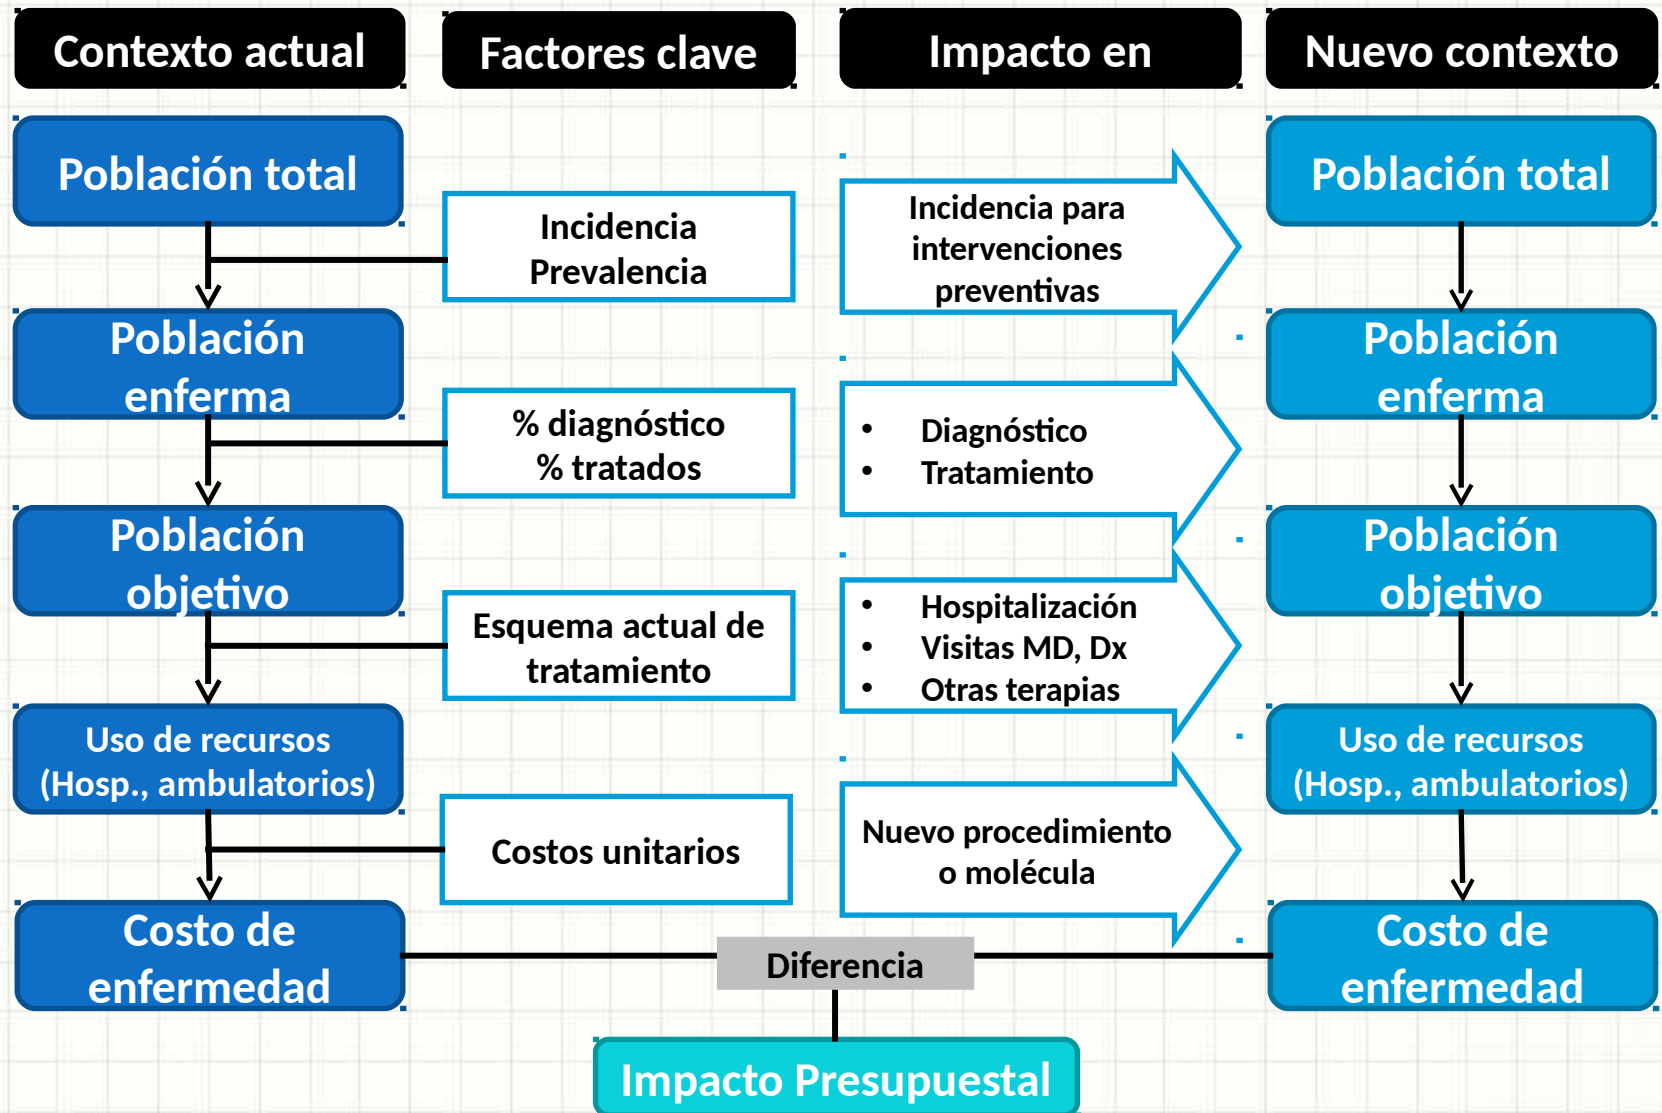 Contexto actual
Factores clave
Impacto en
Nuevo contexto
Población total
Incidencia
Prevalencia
Incidencia para
intervenciones
preventivas
Población total
Población
enferma
% diagnóstico
% tratados
• Diagnóstico
• Tratamiento
Población
enferma
Población
objetivo
Esquema actual de
tratamiento
• Hospitalización
• Visitas MD, Dx
• Otras terapias
Población
objetivo
Uso de recursos
(Hosp., ambulatorios)
Costos unitarios
Nuevo procedimiento
o molécula
Uso de recursos
(Hosp., ambulatorios)
Costo de
enfermedad
Diferencia
Costo de
enfermedad
Impacto Presupuestal